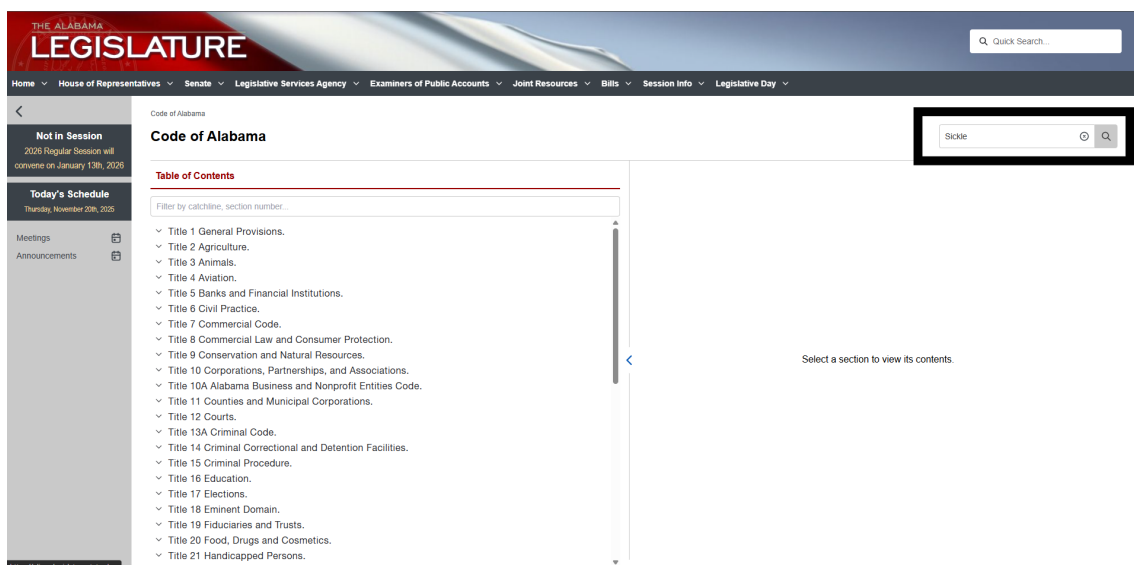 THE ALABAMA
LEGISLATURE
Quick Search...
Home House of Representatives Senate Legislative Services Agency Examiners of Public Accounts Joint Resources Bills Session Info Legislative Day
Not in Session
2026 Regular Session will
convene on January 13th, 2026
Today's Schedule
Thursday, November 20th, 2025
Meetings
Announcements
Code of Alabama
Code of Alabama
Sickle
Table of Contents
Filter by catchline, section number...
Title 1 General Provisions.
Title 2 Agriculture.
Title 3 Animals.
Title 4 Aviation.
Title 5 Banks and Financial Institutions.
Title 6 Civil Practice.
Title 7 Commercial Code.
Title 8 Commercial Law and Consumer Protection.
Title 9 Conservation and Natural Resources.
Title 10 Corporations, Partnerships, and Associations.
Title 10A Alabama Business and Nonprofit Entities Code.
Title 11 Counties and Municipal Corporations.
Title 12 Courts.
Title 13A Criminal Code.
Title 14 Criminal Correctional and Detention Facilities.
Title 15 Criminal Procedure.
Title 16 Education.
Title 17 Elections.
Title 18 Eminent Domain.
Title 19 Fiduciaries and Trusts.
Title 20 Food, Drugs and Cosmetics.
Title 21 Handicapped Persons.
Select a section to view its contents.